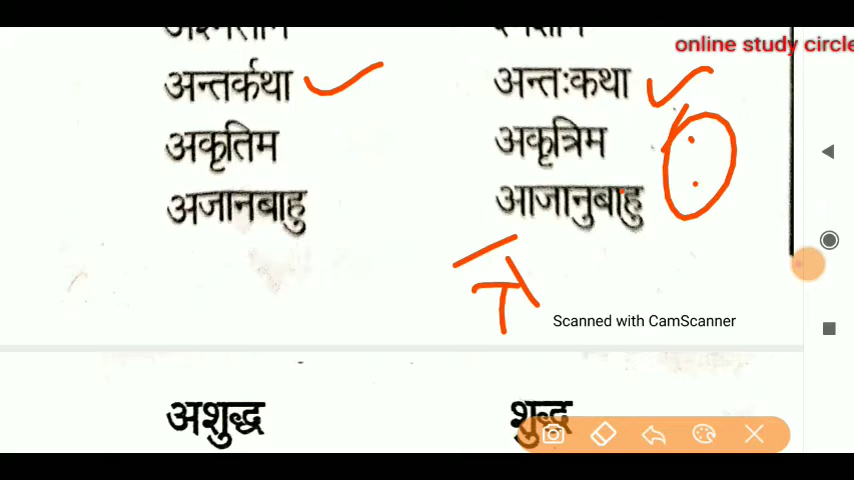 online study circle
अन्तर्कथा अन्तःकथा
अकृतिम अकृत्रिम
अजानबाहु आजानुबाहु
Scanned with CamScanner
अशुद्ध शुद्ध